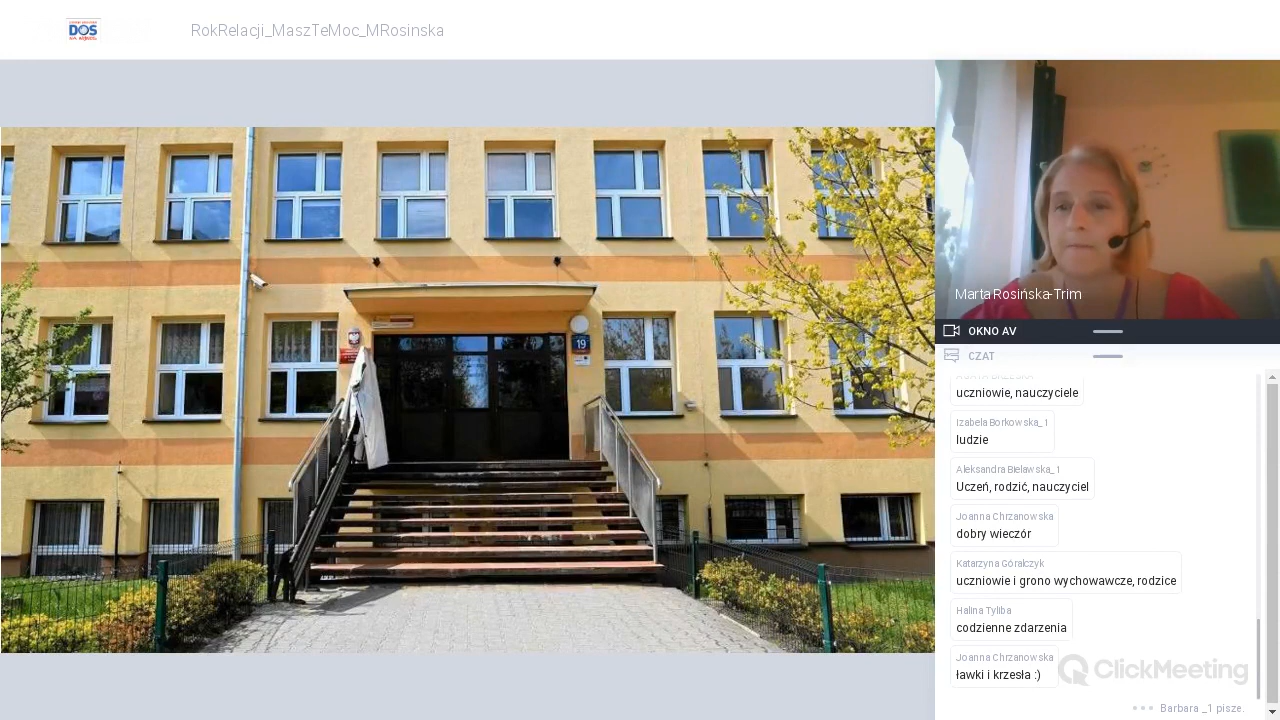 DOS
RokRelacji_MaszTeMoc_MRosinska
19
Marta Rosińska-Trim
OKNO AV
CZAT
uczniowie, nauczyciele
Izabela Borkowska_1
ludzie
Aleksandra Bielawska_1
Uczeń, rodzić, nauczyciel
Joanna Chrzanowska
dobry wieczór
Katarzyna Góralczyk
uczniowie i grono wychowawcze, rodzice
Halina Tyliba
codzienne zdarzenia
Joanna Chrzanowska
ławki i krzesła :)
ClickMeeting
Barbara _1 pisze.